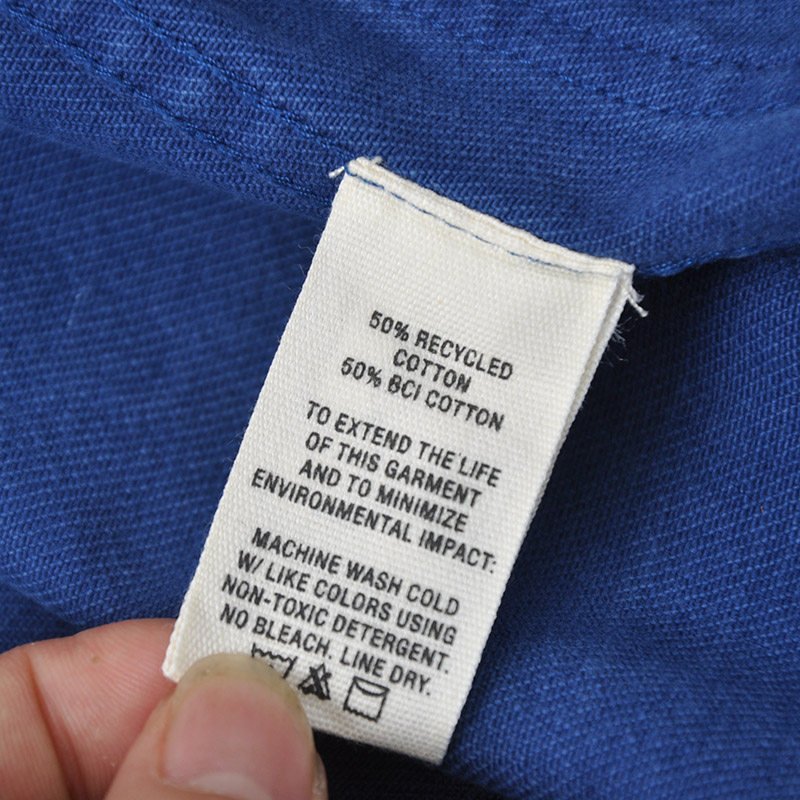 50% RECYCLED
COTTON
50% BCI COTTON
TO EXTEND THE LIFE
OF THIS GARMENT
AND TO MINIMIZE
ENVIRONMENTAL IMPACT:
MACHINE WASH COLD
W/ LIKE COLORS USING
NON-TOXIC DETERGENT.
NO BLEACH. LINE DRY.